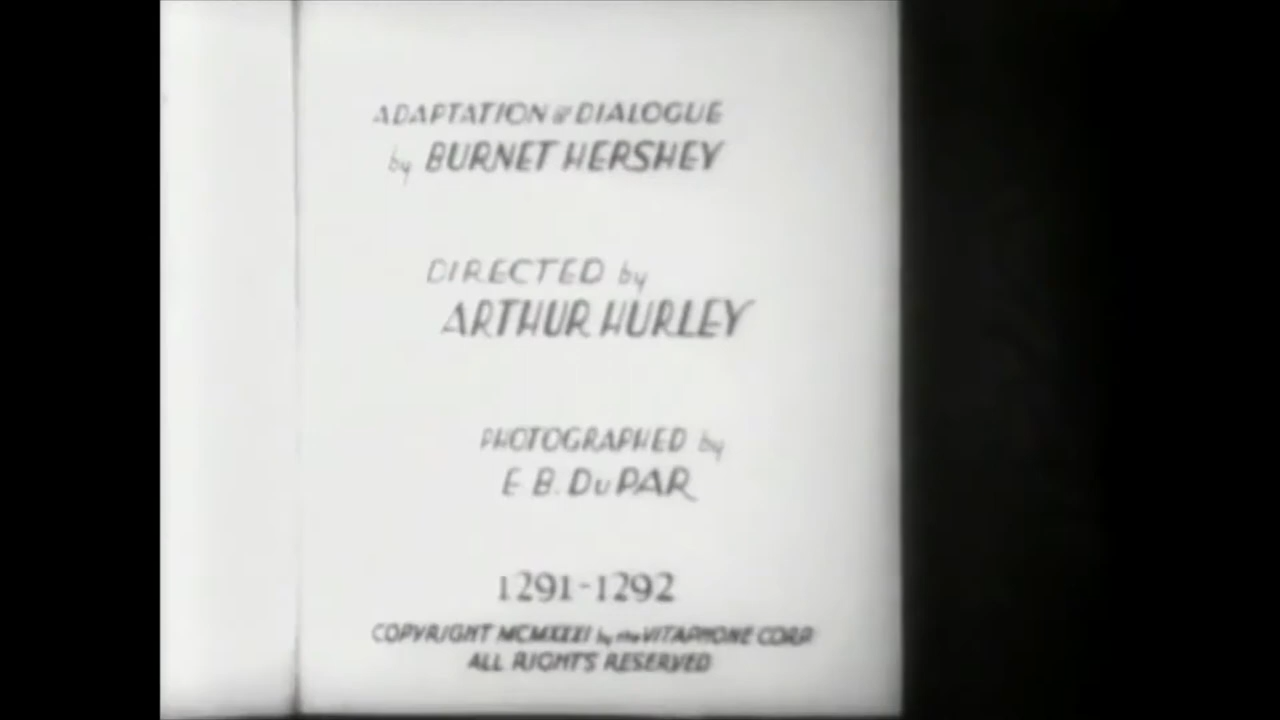 ADAPTATION & DIALOGUE
by BURNET HERSHEY
DIRECTED by
ARTHUR HURLEY
PHOTOGRAPHED by
E. B. DuPAR
1291-1292
COPYRIGHT MCMXXXI by the VITAPHONE CORP
ALL RIGHTS RESERVED